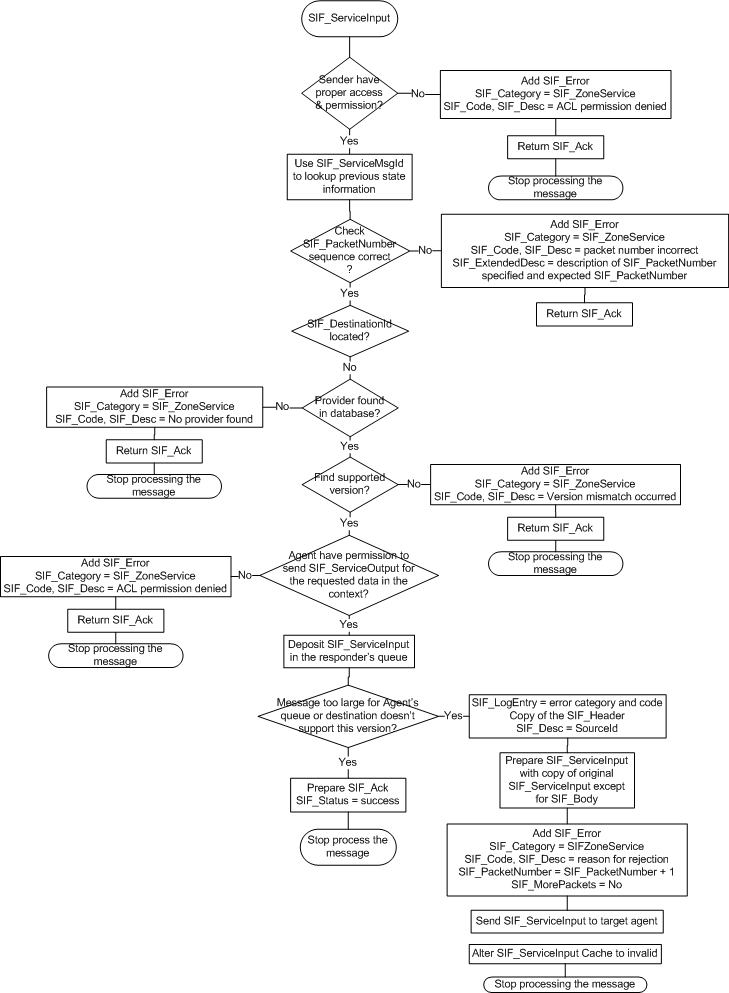 SIF_ServiceInput
Sender have
proper access
& permission?
No
Add SIF_Error
SIF_Category = SIF_ZoneService
SIF_Code, SIF_Desc = ACL permission denied
Return SIF_Ack
Stop processing the
message
Yes
Use SIF_ServiceMsgId
to lookup previous state
information
Check
SIF_PacketNumber
sequence correct
?
No
Add SIF_Error
SIF_Category = SIF_ZoneService
SIF_Code, SIF_Desc = packet number incorrect
SIF_ExtendedDesc = description of SIF_PacketNumber
specified and expected SIF_PacketNumber
Return SIF_Ack
Yes
SIF_DestinationId
located?
No
Provider found
in database?
No
Add SIF_Error
SIF_Category = SIF_ZoneService
SIF_Code, SIF_Desc = No provider found
Return SIF_Ack
Stop processing the
message
Yes
Find supported
version?
No
Add SIF_Error
SIF_Category = SIF_ZoneService
SIF_Code, SIF_Desc = Version mismatch occurred
Return SIF_Ack
Stop processing the
message
Yes
Agent have permission to
send SIF_ServiceOutput for
the requested data in the
context?
No
Add SIF_Error
SIF_Category = SIF_ZoneService
SIF_Code, SIF_Desc = ACL permission denied
Return SIF_Ack
Stop processing the
message
Yes
Deposit SIF_ServiceInput
in the responder's queue
Message too large for Agent's
queue or destination doesn't
support this version?
Yes
SIF_LogEntry = error category and code
Copy of the SIF_Header
SIF_Desc = SourceId
Prepare SIF_ServiceInput
with copy of original
SIF_ServiceInput except
for SIF_Body
Add SIF_Error
SIF_Category = SIFZoneService
SIF_Code, SIF_Desc = reason for rejection
SIF_PacketNumber = SIF_PacketNumber + 1
SIF_MorePackets = No
Send SIF_ServiceInput to target agent
Alter SIF_ServiceInput Cache to invalid
Stop processing the message
Yes
Prepare SIF_Ack
SIF_Status = success
Stop process the
message